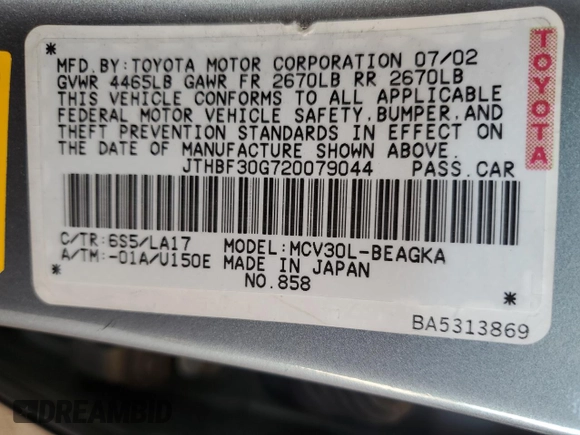 MFD.BY:TOYOTA MOTOR CORPORATION 07/02
GVWR 4465LB GAWR FR 2670LB RR 2670LB
THIS VEHICLE CONFORMS TO ALL APPLICABLE
FEDERAL MOTOR VEHICLE SAFETY,BUMPER,AND
THEFT PREVENTION STANDARDS IN EFFECT ON
THE DATE OF MANUFACTURE SHOWN ABOVE.
JTHBF30G720079044 PASS.CAR
C/TR:6S5/LA17 MODEL:MCV30L-BEAGKA
A/TM:-01A/U150E MADE IN JAPAN
NO.858
BA5313869
TOYOTA
DREAMBID